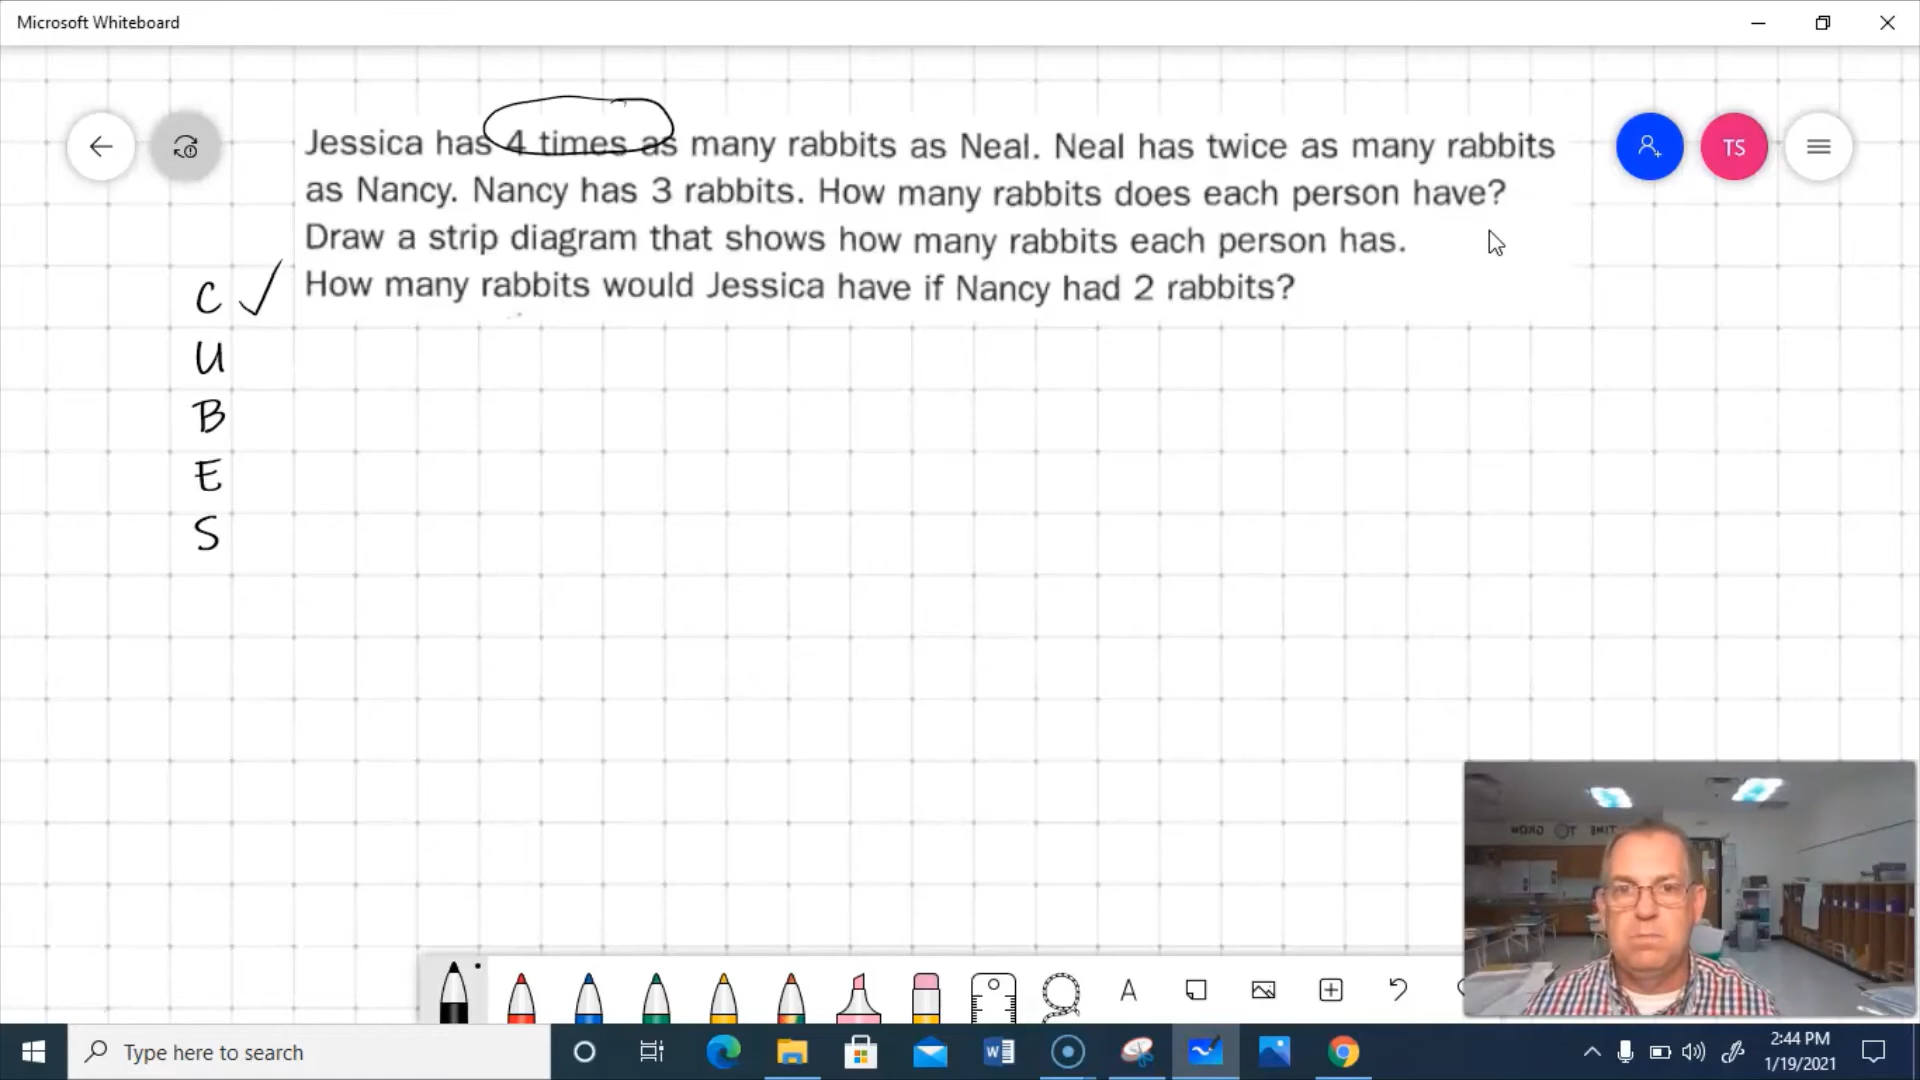 Microsoft Whiteboard
Jessica has 4 times as many rabbits as Neal. Neal has twice as many rabbits
as Nancy. Nancy has 3 rabbits. How many rabbits does each person have?
Draw a strip diagram that shows how many rabbits each person has.
How many rabbits would Jessica have if Nancy had 2 rabbits?
TS
C ✓
U
B
E
S
TIME TO GROW
A
Type here to search
2:44 PM
1/19/2021